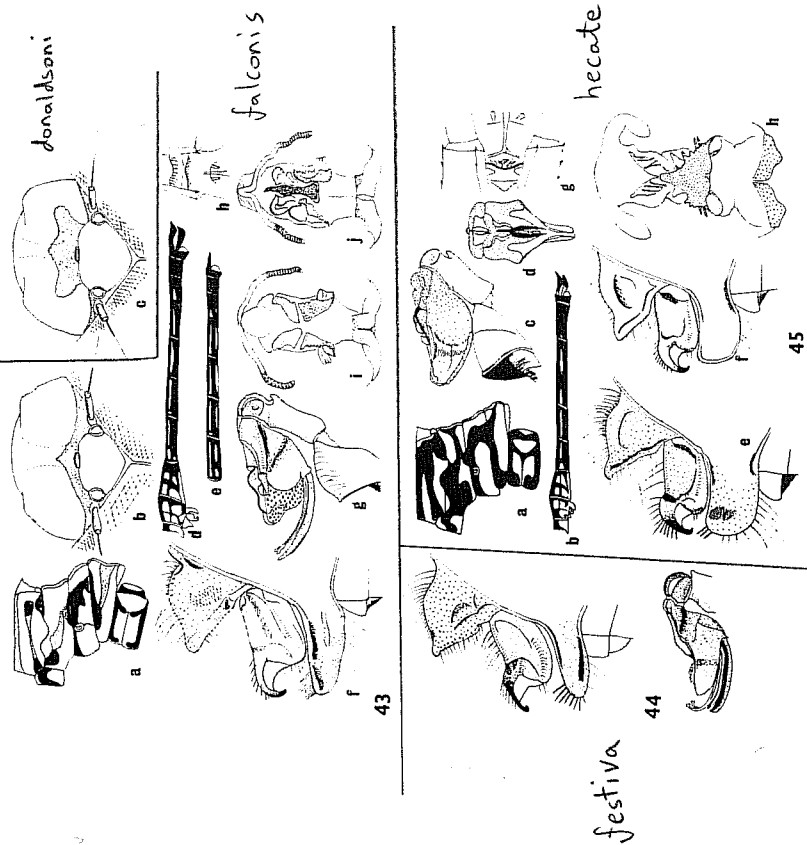 donaldsoni
c
falconis
a
b
d
e
h
f
g
i
j
43
hecate
a
b
c
d
g
e
f
h
45
festiva
44